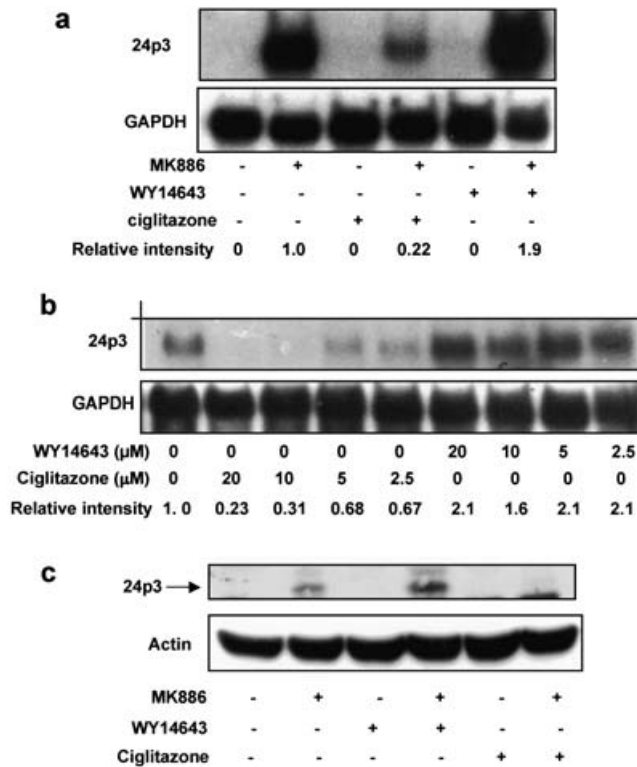 a
24p3
GAPDH
MK886 - + - + - +
WY14643 - - - - + +
ciglitazone - - + + - -
Relative intensity 0 1.0 0 0.22 0 1.9
b
24p3
GAPDH
WY14643 (µM) 0 0 0 0 0 20 10 5 2.5
Ciglitazone (µM) 0 20 10 5 2.5 0 0 0 0
Relative intensity 1. 0 0.23 0.31 0.68 0.67 2.1 1.6 2.1 2.1
c
24p3
Actin
MK886 - + - + - +
WY14643 - - + + - -
Ciglitazone - - - - + +